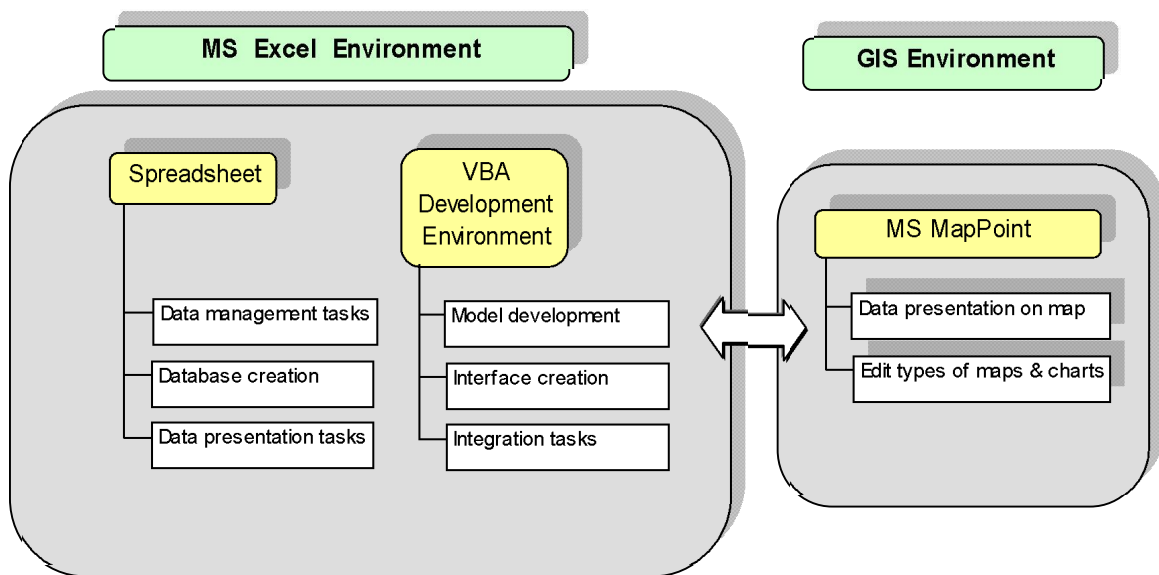 MS Excel Environment
GIS Environment
Spreadsheet
VBA
Development
Environment
Data management tasks
Database creation
Data presentation tasks
Model development
Interface creation
Integration tasks
MS MapPoint
Data presentation on map
Edit types of maps & charts